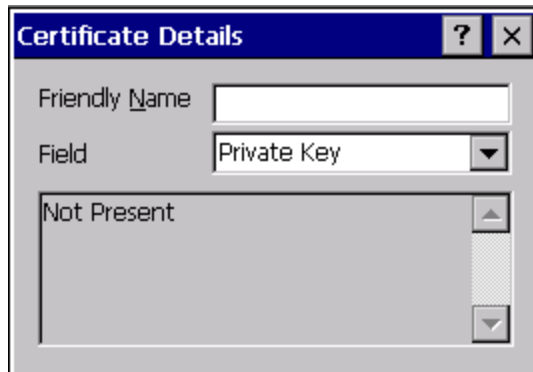 Certificate Details ? ×
Friendly Name
Field Private Key
Not Present